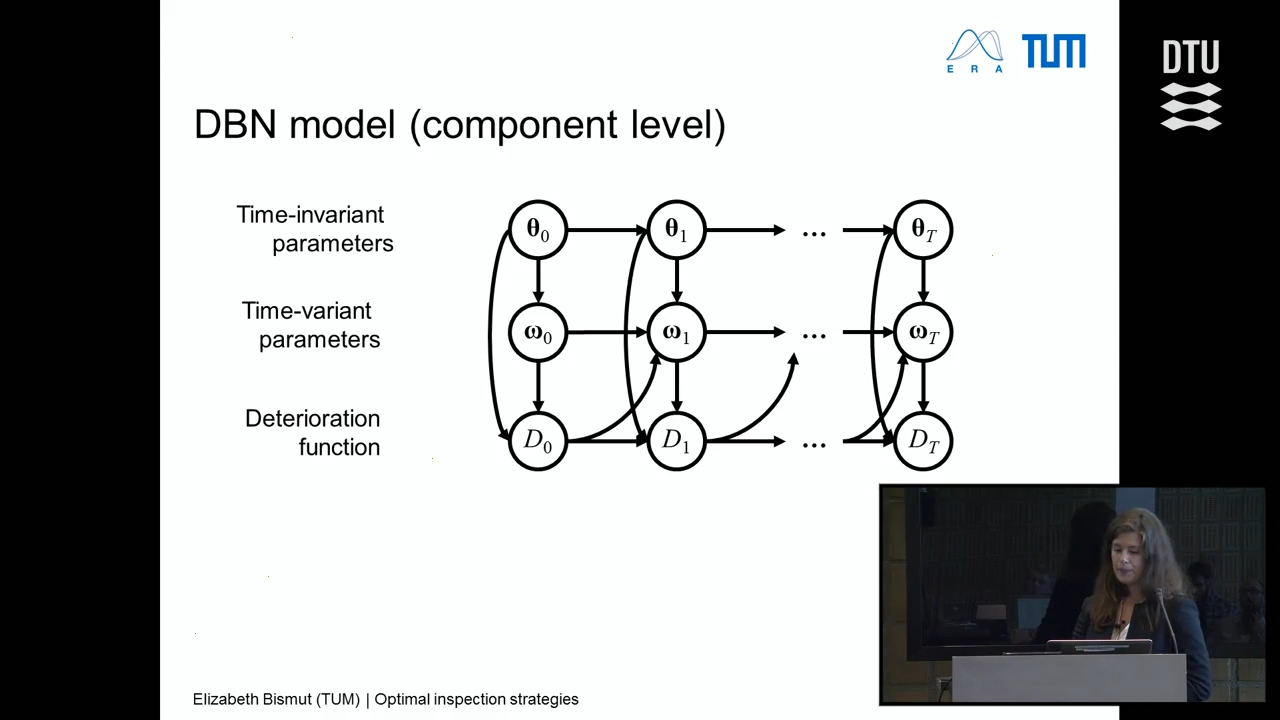 E R A
TUM
DTU
DBN model (component level)
Time-invariant
parameters
θ0 θ1 ... θT
Time-variant
parameters
ω0 ω1 ... ωT
Deterioration
function
D0 D1 ... DT
Elizabeth Bismut (TUM) | Optimal inspection strategies